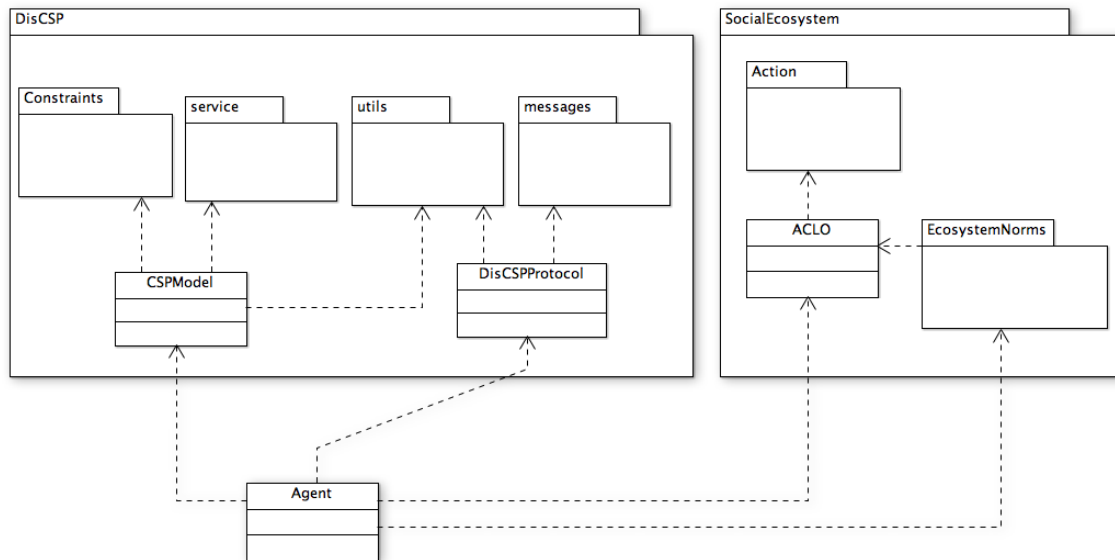 DisCSP
SocialEcosystem
Constraints
service
utils
messages
Action
CSPModel
DisCSPProtocol
ACLO
EcosystemNorms
Agent